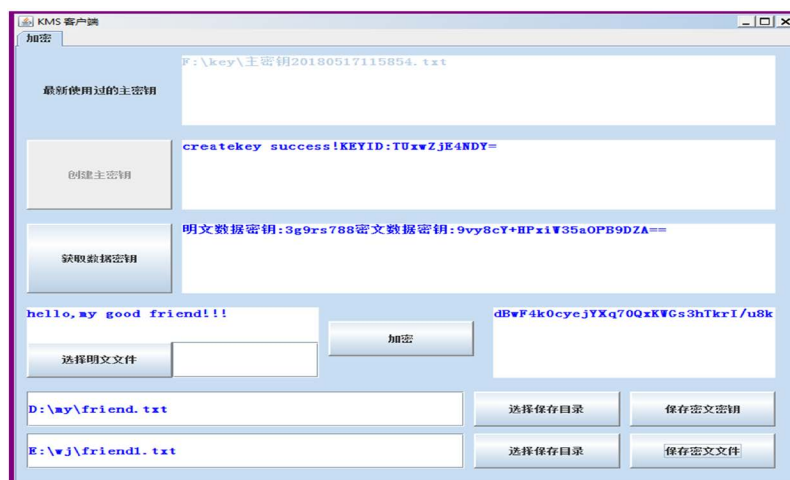 KMS 客户端
加密
F:\key\主密钥20180517115854.txt
最新使用过的主密钥
createkey success!KEYID:TUxwZjE4NDY=
创建主密钥
明文数据密钥:3g9rs788密文数据密钥:9vy8cY+HPxiW35aOPB9DZA==
获取数据密钥
hello,my good friend!!!
dBwF4k0cyejYXq70QxKWGs3hTkrI/u8k
加密
选择明文文件
D:\my\friend.txt
选择保存目录
保存密文密钥
E:\wj\friend1.txt
选择保存目录
保存密文文件